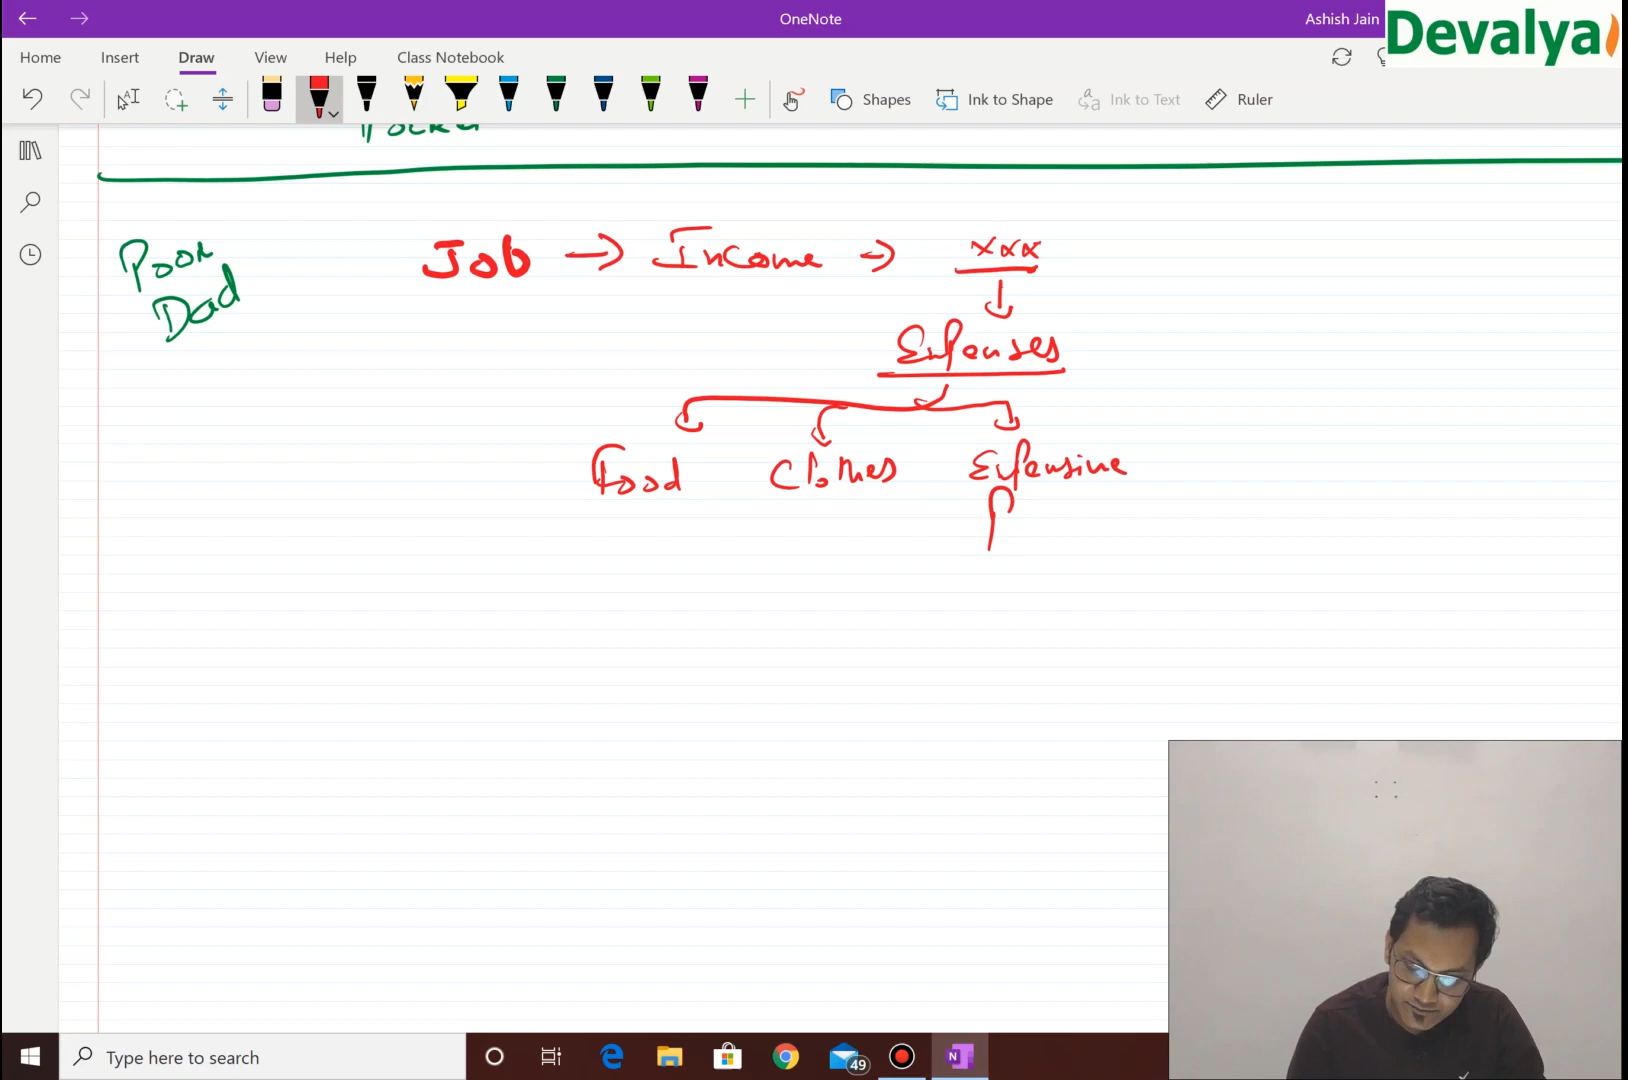 OneNote
Ashish Jain
Devalya
Home Insert Draw View Help Class Notebook
Shapes Ink to Shape Ink to Text Ruler
Pocket
Poor Dad
Job → Income → xxx
Expenses
Food Clothes Expensive
P
Type here to search
49
N